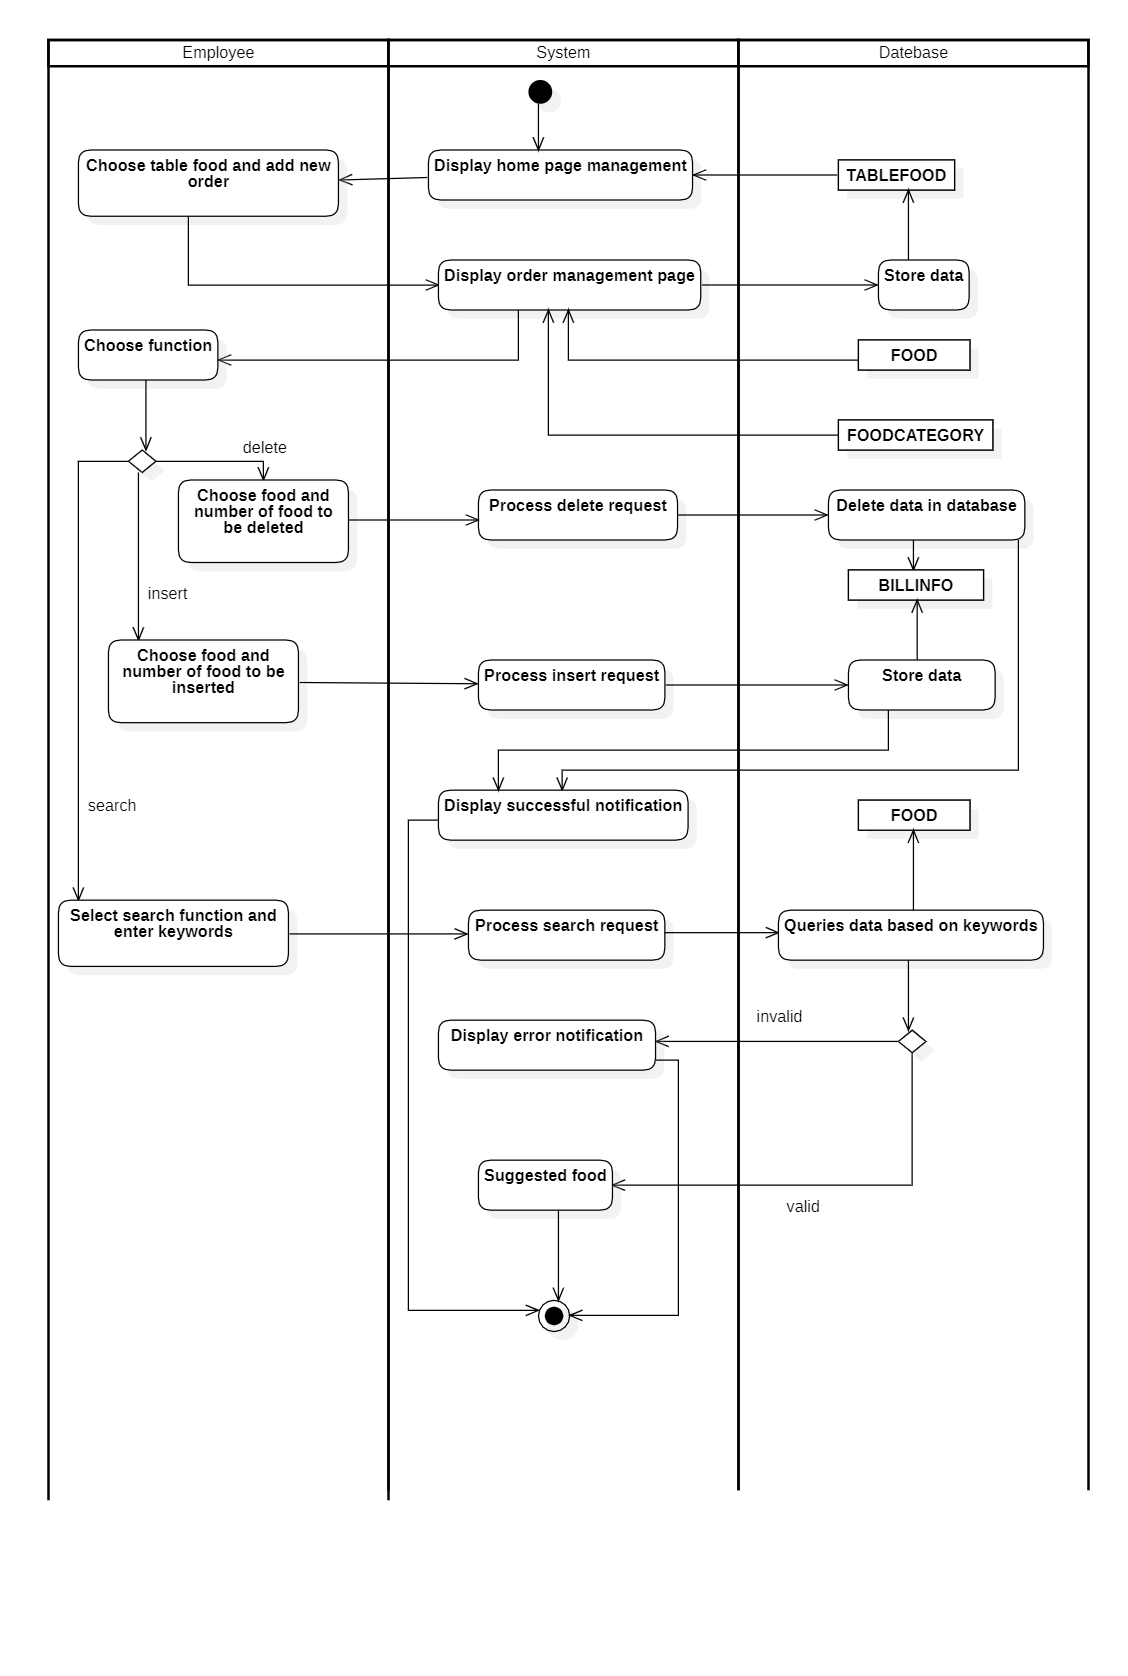 Employee
System
Datebase
Choose table food and add new
order
Display home page management
TABLEFOOD
Display order management page
Store data
Choose function
FOOD
FOODCATEGORY
delete
Choose food and
number of food to
be deleted
Process delete request
Delete data in database
BILLINFO
insert
Choose food and
number of food to be
inserted
Process insert request
Store data
search
Display successful notification
FOOD
Select search function and
enter keywords
Process search request
Queries data based on keywords
invalid
Display error notification
Suggested food
valid